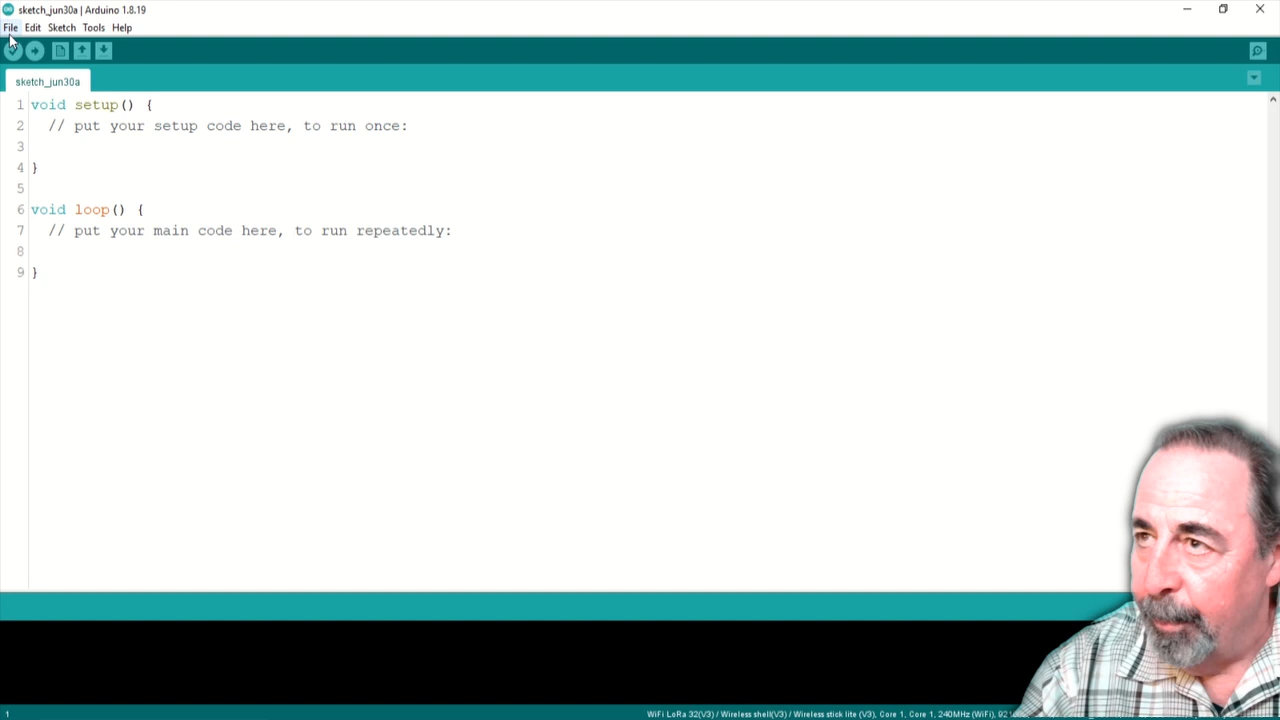 sketch_jun30a | Arduino 1.8.19
File Edit Sketch Tools Help
sketch_jun30a
1 void setup() {
2 // put your setup code here, to run once:
3
4 }
5
6 void loop() {
7 // put your main code here, to run repeatedly:
8
9 }
1 WiFi LoRa 32(V3) / Wireless shell(V3) / Wireless stick lite (V3), Core 1, Core 1, 240MHz (WiFi),